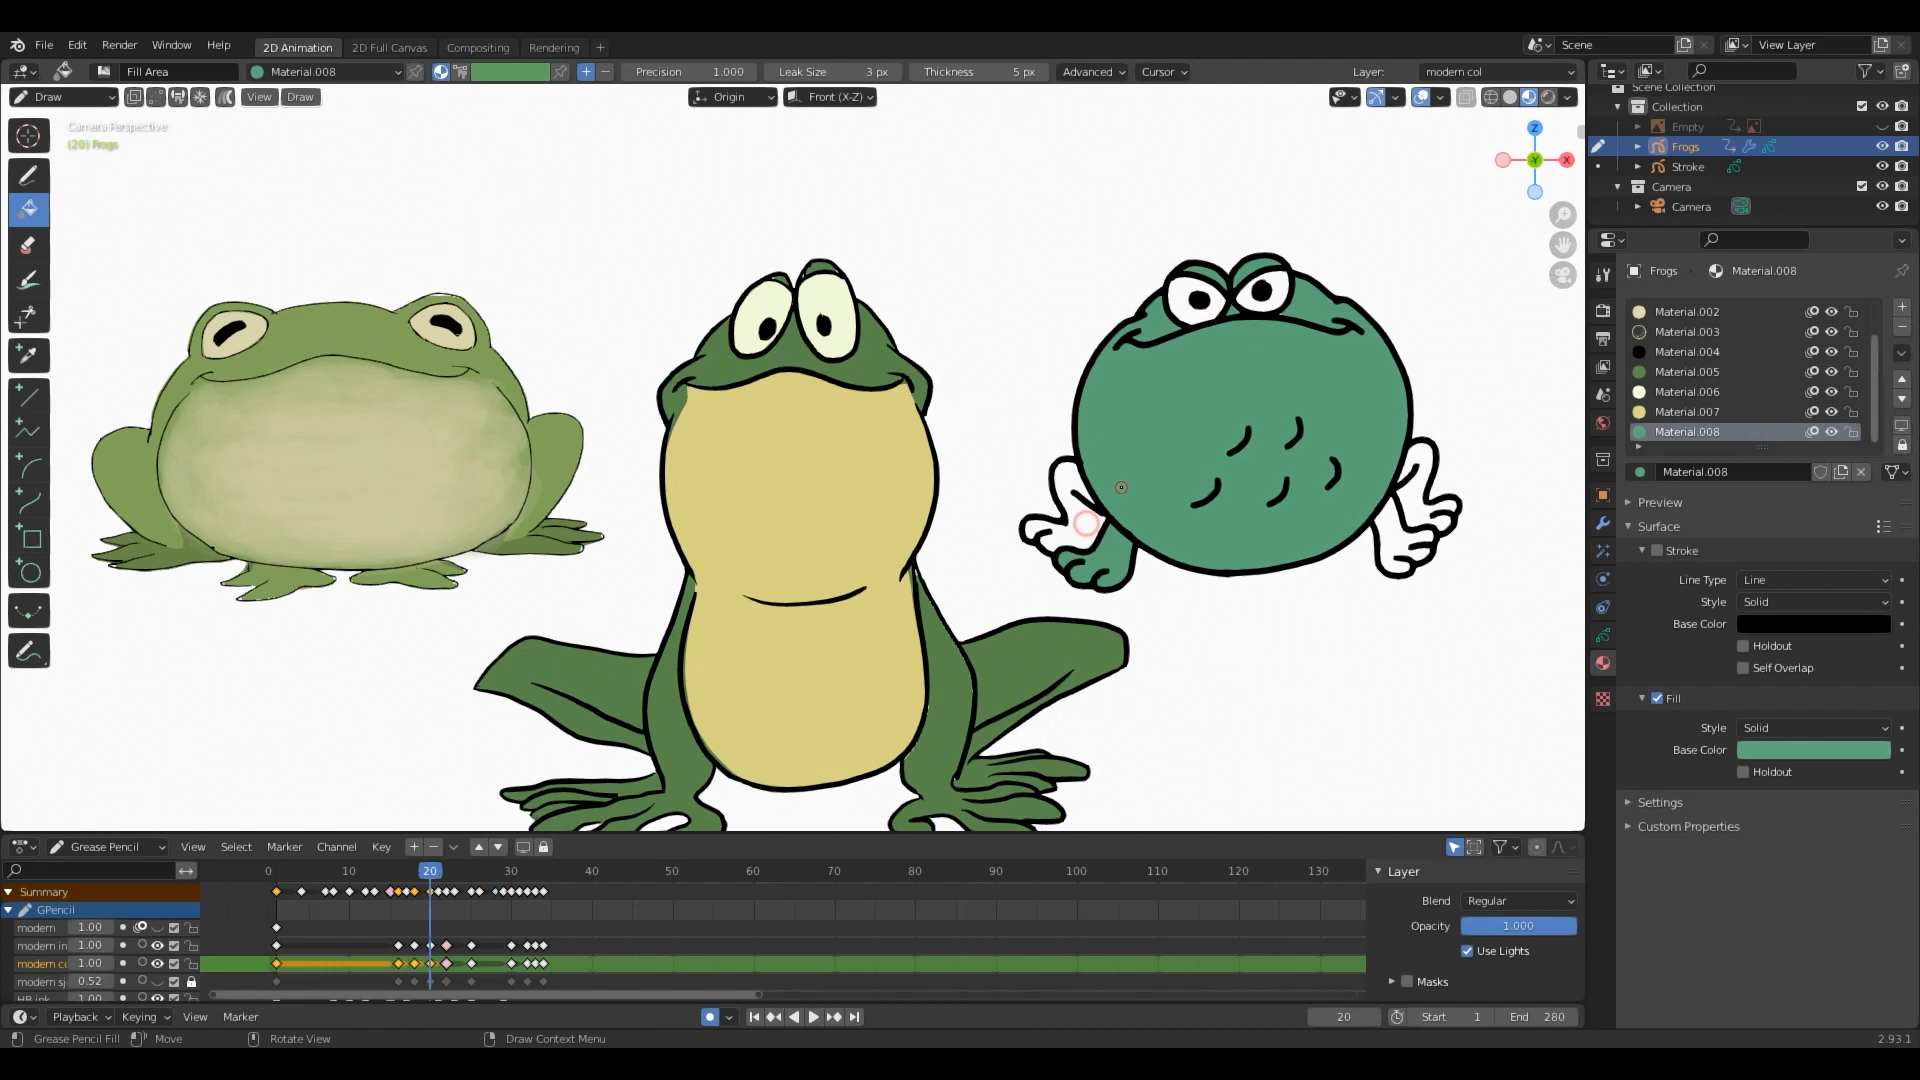 File Edit Render Window Help 2D Animation 2D Full Canvas Compositing Rendering + Scene View Layer
Fill Area Material.008 Precision 1.000 Leak Size 3 px Thickness 5 px Advanced Cursor Layer: modern col
Draw View Draw Origin Front (X-Z)
Camera Perspective
(20) Frogs
Z
-Y X
Scene Collection
Collection
Empty
Frogs
Stroke
Camera
Camera
Frogs Material.008
Material.002
Material.003
Material.004
Material.005
Material.006
Material.007
Material.008
Material.008
Preview
Surface
Stroke
Line Type Line
Style Solid
Base Color
Holdout
Self Overlap
Fill
Style Solid
Base Color
Holdout
Settings
Custom Properties
Grease Pencil View Select Marker Channel Key
0 10 20 30 40 50 60 70 80 90 100 110 120 130
Summary
GPencil
modern 1.00
modern in 1.00
modern co 1.00
modern s 0.52
HB ink 1.00
Layer
Blend Regular
Opacity 1.000
Use Lights
Masks
Playback Keying View Marker 20 Start 1 End 280
Grease Pencil Fill Move Rotate View Draw Context Menu 2.93.1